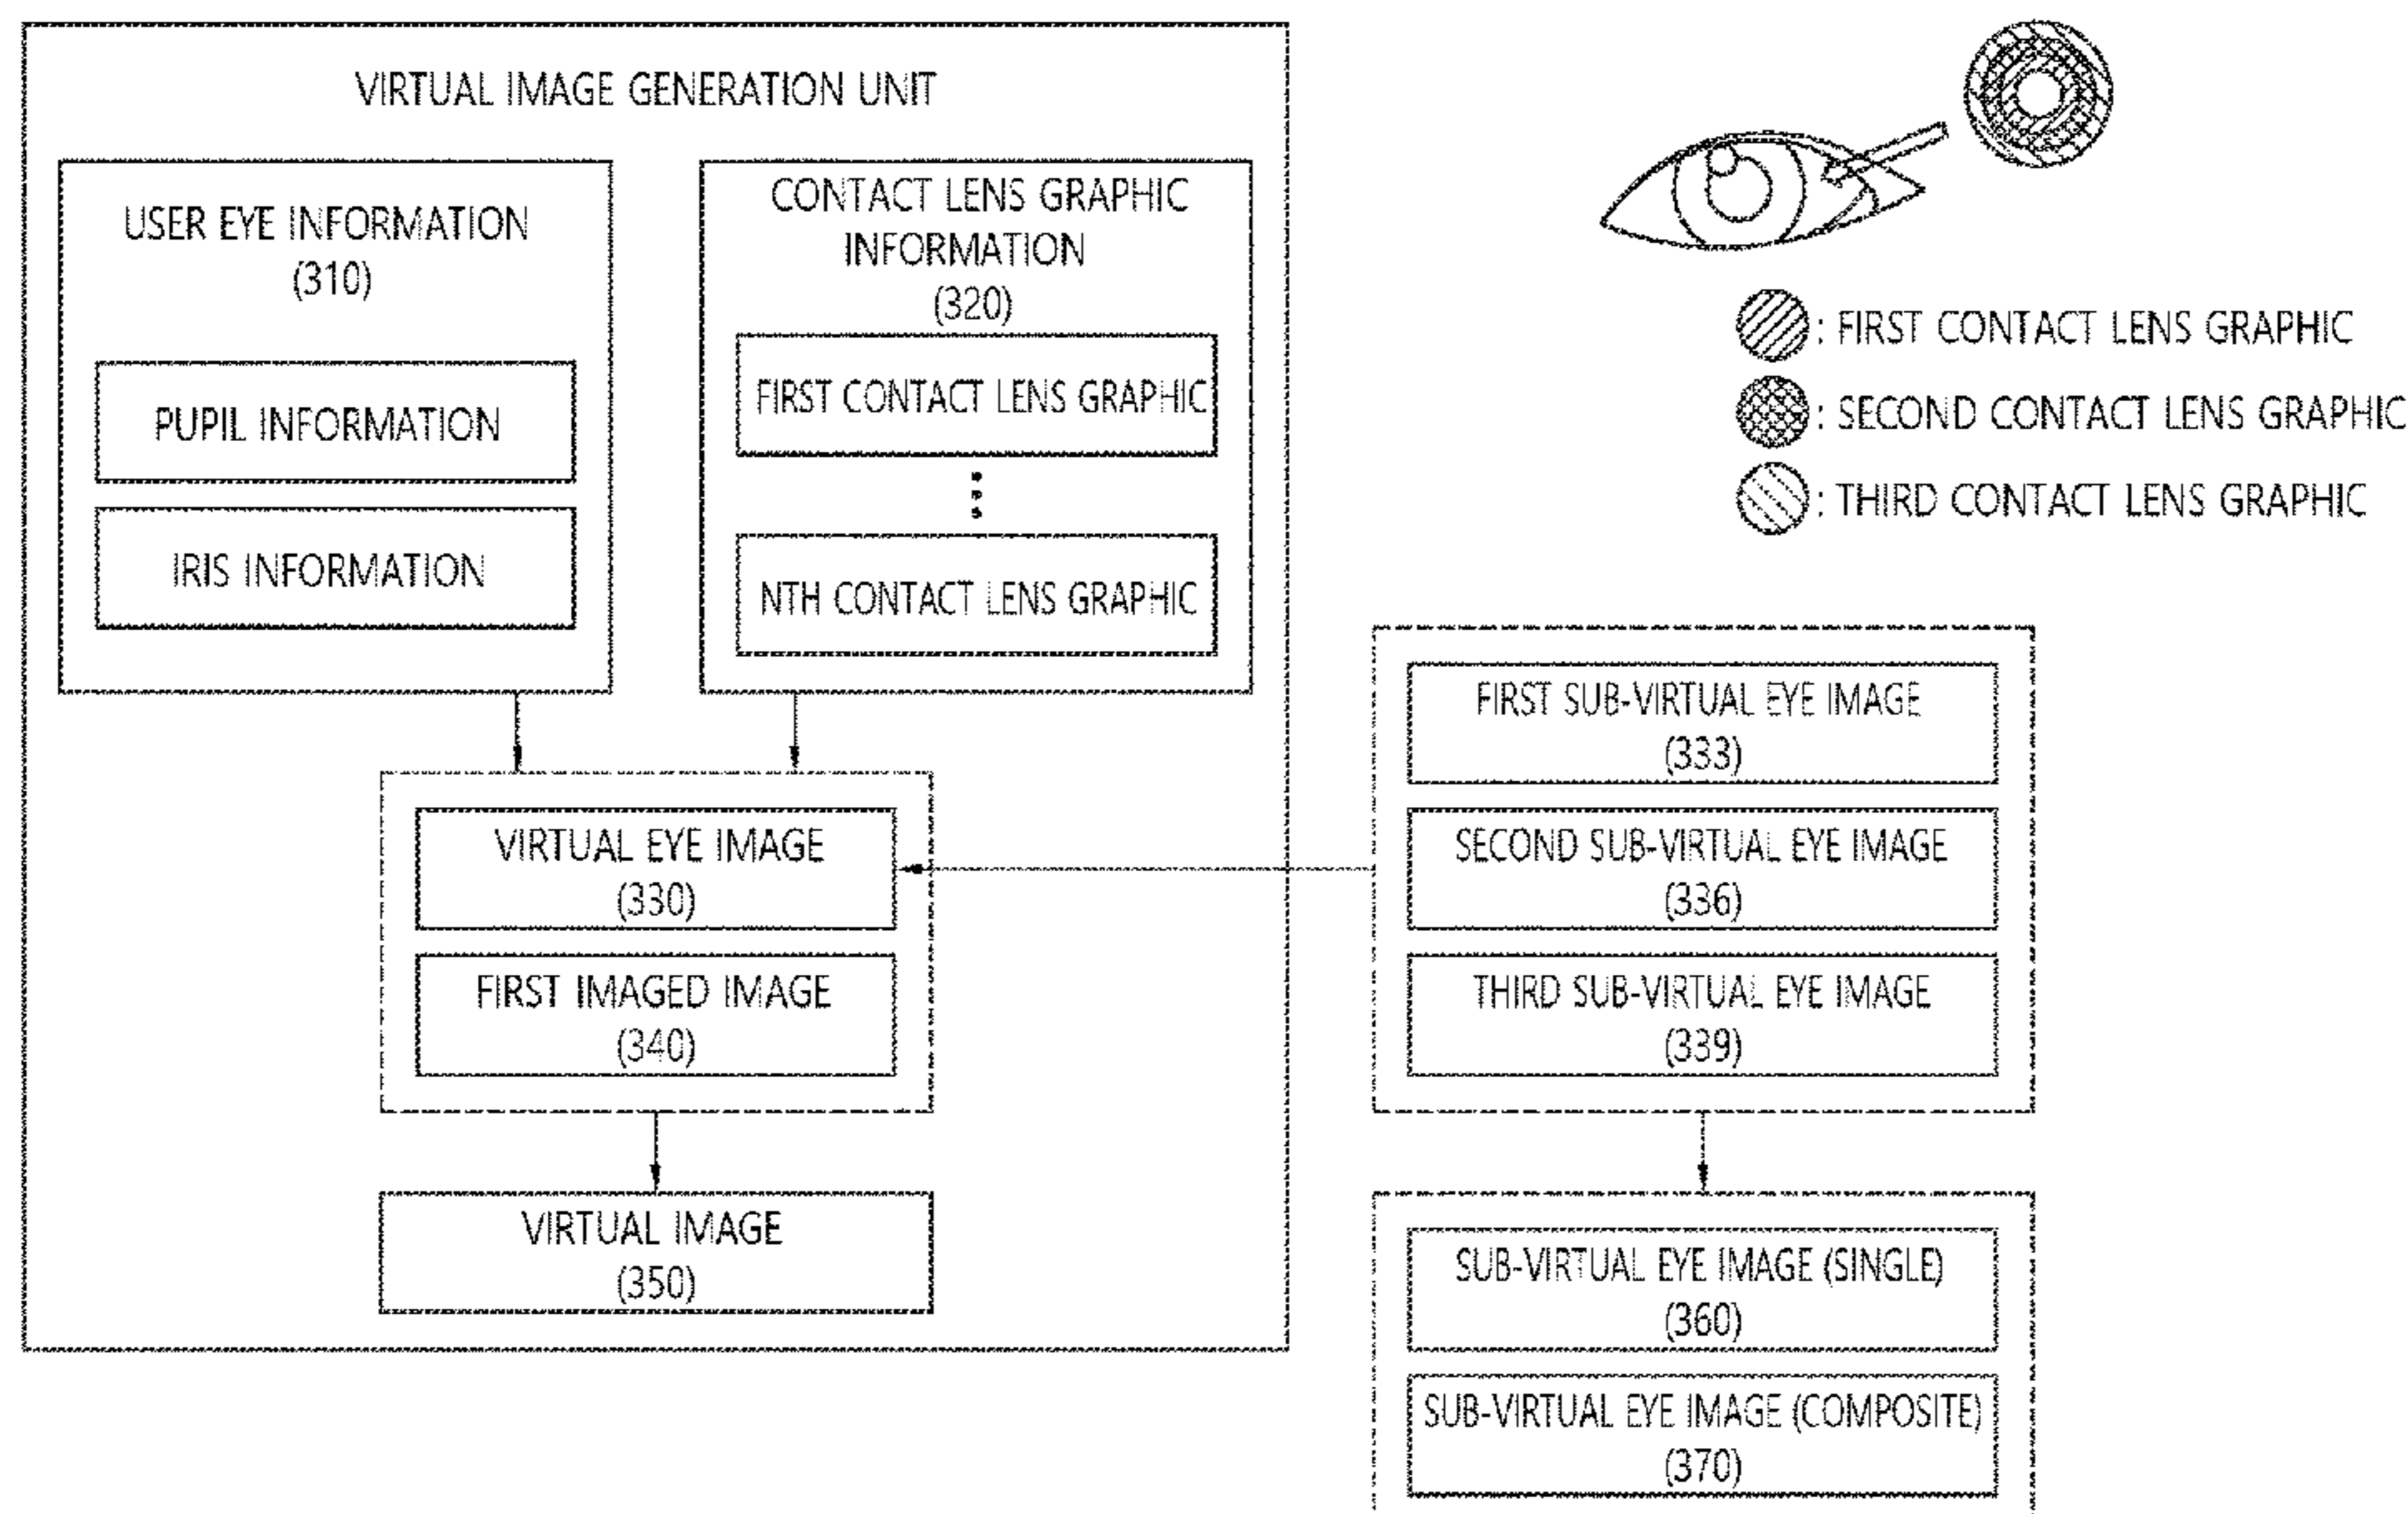 VIRTUAL IMAGE GENERATION UNIT
USER EYE INFORMATION
(310)
PUPIL INFORMATION
IRIS INFORMATION
CONTACT LENS GRAPHIC
INFORMATION
(320)
FIRST CONTACT LENS GRAPHIC
NTH CONTACT LENS GRAPHIC
VIRTUAL EYE IMAGE
(330)
FIRST IMAGED IMAGE
(340)
VIRTUAL IMAGE
(350)
: FIRST CONTACT LENS GRAPHIC
: SECOND CONTACT LENS GRAPHIC
: THIRD CONTACT LENS GRAPHIC
FIRST SUB-VIRTUAL EYE IMAGE
(333)
SECOND SUB-VIRTUAL EYE IMAGE
(336)
THIRD SUB-VIRTUAL EYE IMAGE
(339)
SUB-VIRTUAL EYE IMAGE (SINGLE)
(360)
SUB-VIRTUAL EYE IMAGE (COMPOSITE)
(370)